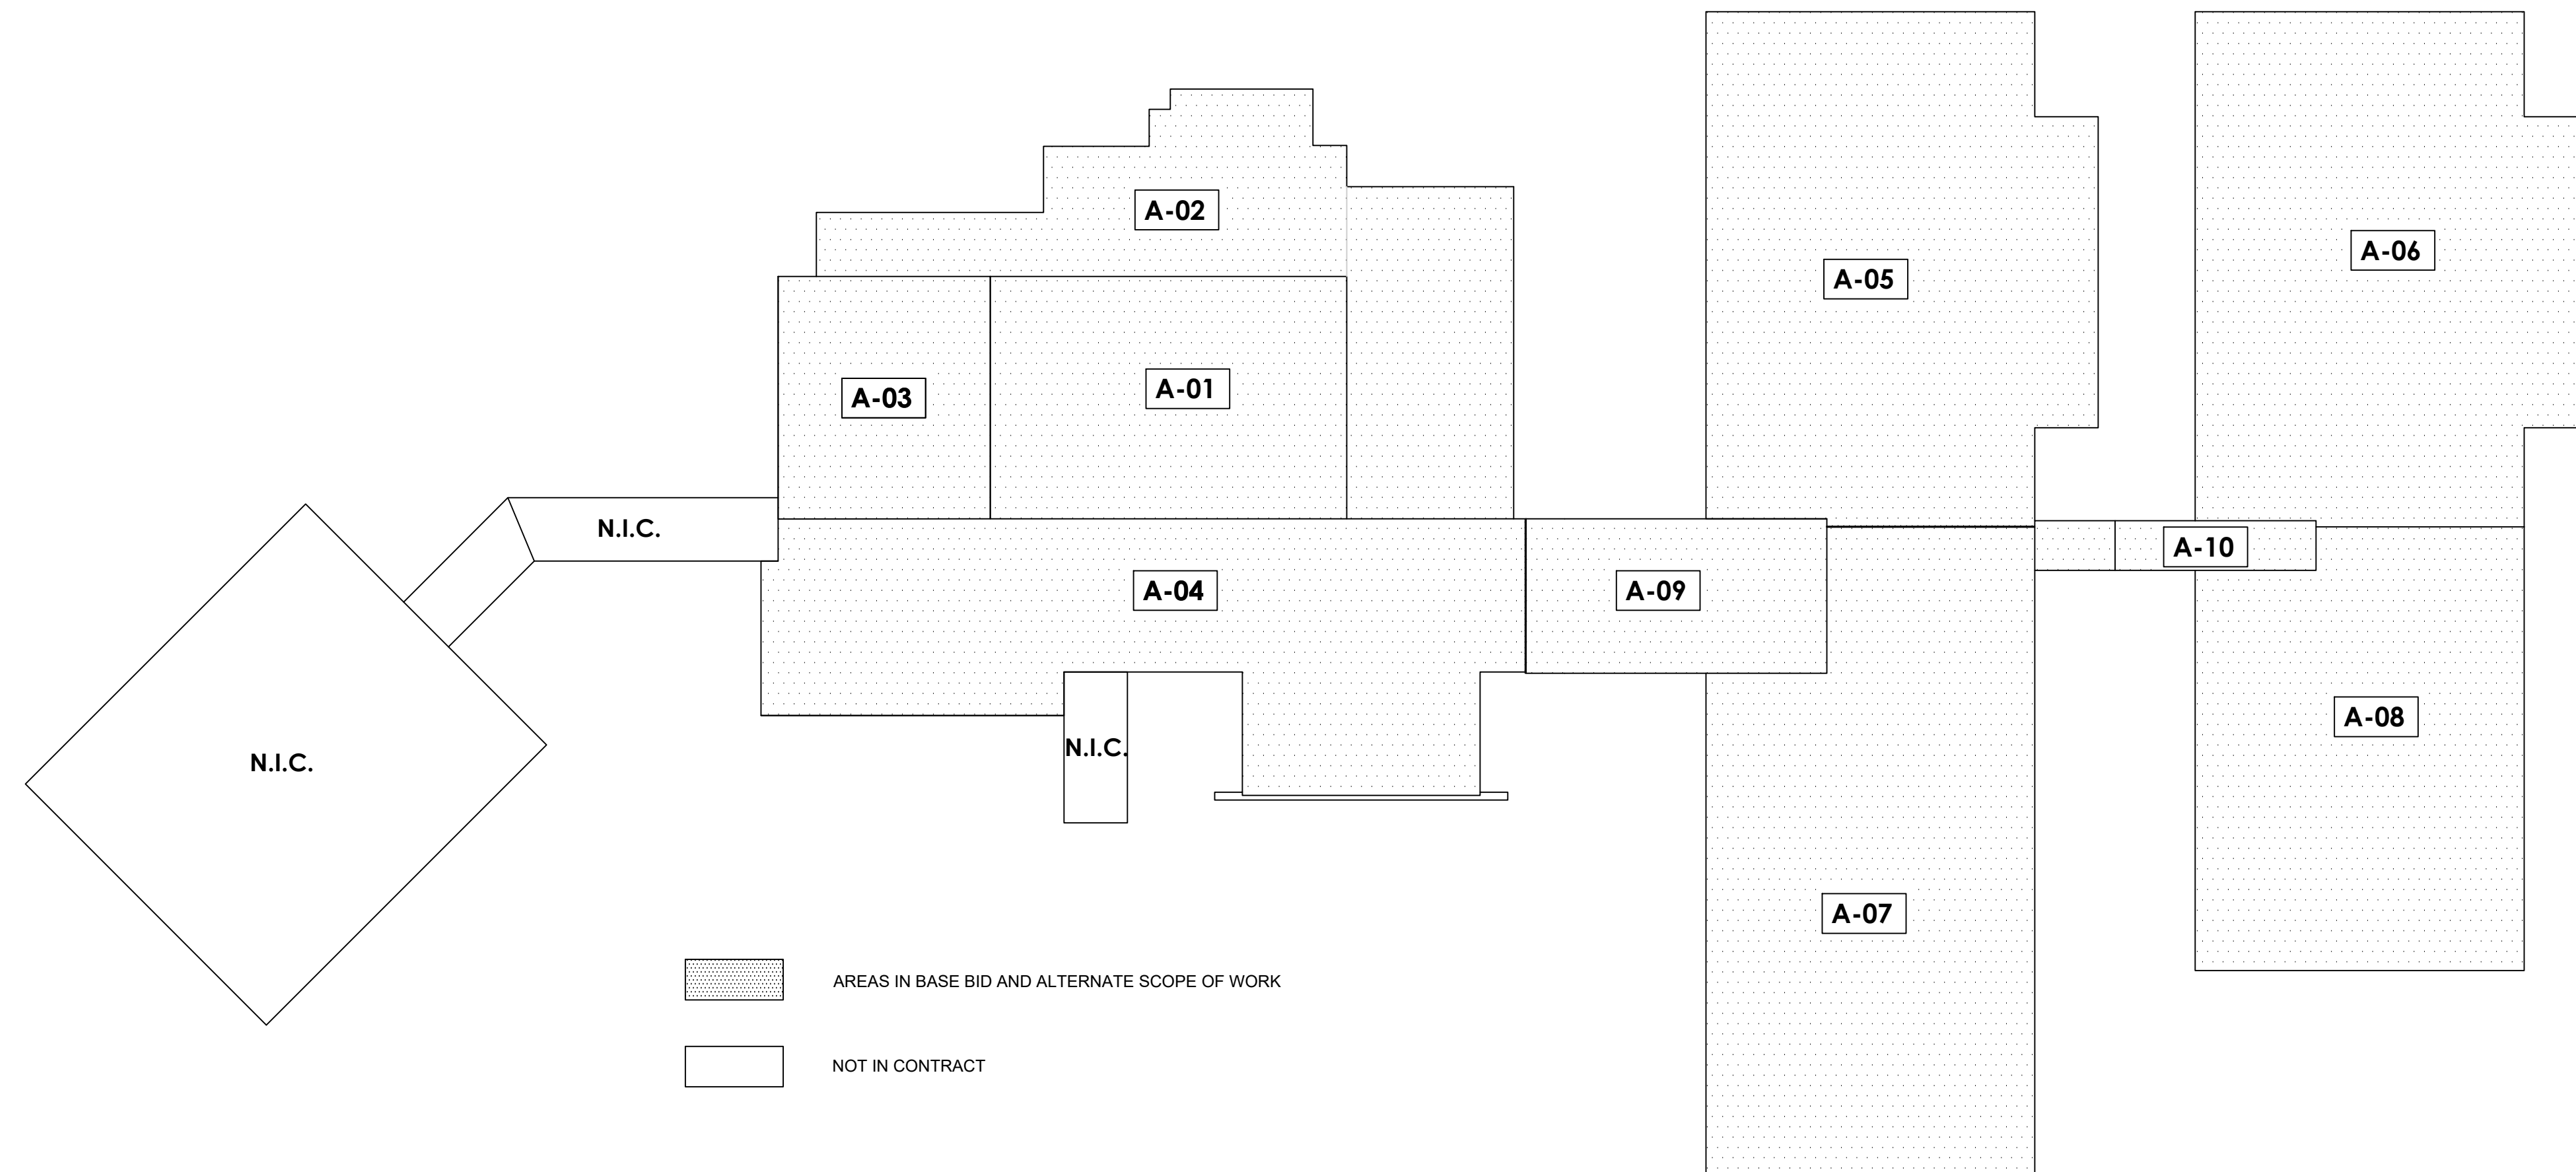 A-02
A-06
A-05
A-03
A-01
N.I.C.
A-10
A-04
A-09
A-08
N.I.C.
N.I.C.
A-07
AREAS IN BASE BID AND ALTERNATE SCOPE OF WORK
NOT IN CONTRACT